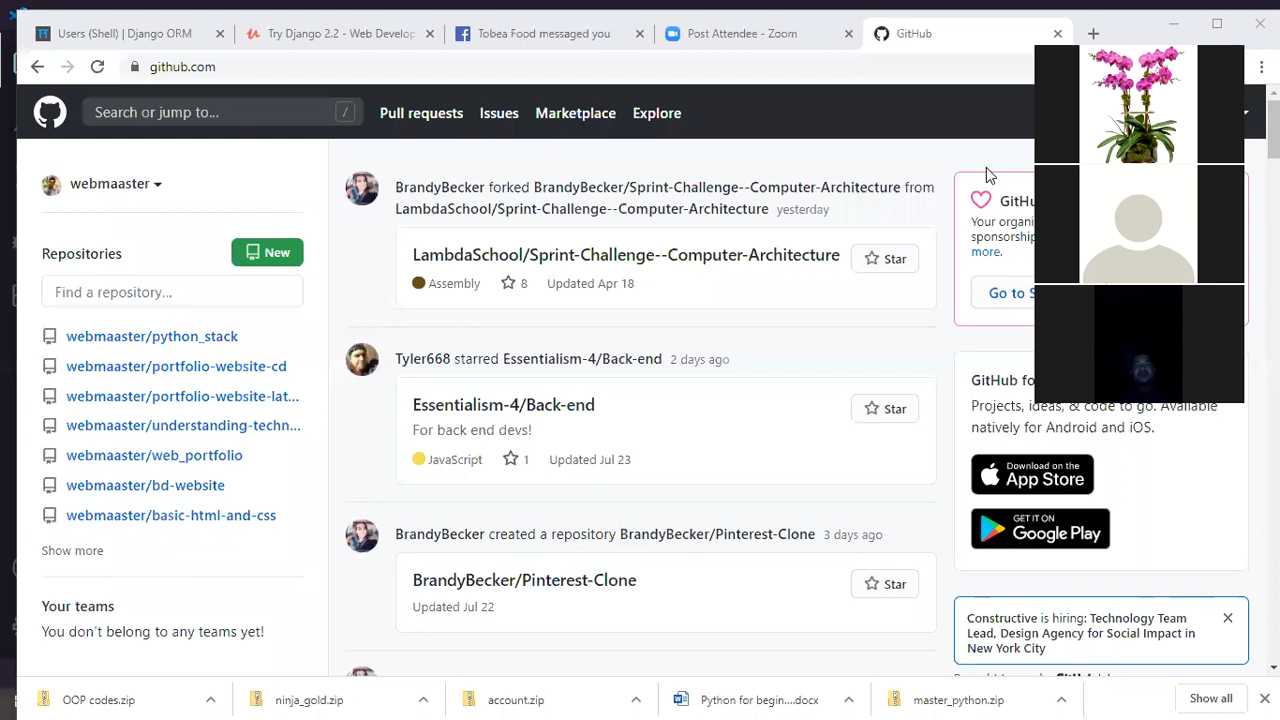 Users (Shell) | Django ORM
Try Django 2.2 - Web Develop
Tobea Food messaged you
Post Attendee - Zoom
GitHub
github.com
Search or jump to...
/
Pull requests
Issues
Marketplace
Explore
webmaaster
Repositories
New
Find a repository...
webmaaster/python_stack
webmaaster/portfolio-website-cd
webmaaster/portfolio-website-lat...
webmaaster/understanding-techn...
webmaaster/web_portfolio
webmaaster/bd-website
webmaaster/basic-html-and-css
Show more
Your teams
You don't belong to any teams yet!
BrandyBecker forked BrandyBecker/Sprint-Challenge--Computer-Architecture from
LambdaSchool/Sprint-Challenge--Computer-Architecture yesterday
LambdaSchool/Sprint-Challenge--Computer-Architecture
Star
Assembly 8 Updated Apr 18
Tyler668 starred Essentialism-4/Back-end 2 days ago
Essentialism-4/Back-end
Star
For back end devs!
JavaScript 1 Updated Jul 23
BrandyBecker created a repository BrandyBecker/Pinterest-Clone 3 days ago
BrandyBecker/Pinterest-Clone
Star
Updated Jul 22
GitHu
Your organi
sponsorship
more.
Go to S
GitHub fo
Projects, ideas, & code to go. Available
natively for Android and iOS.
Download on the
App Store
GET IT ON
Google Play
Constructive is hiring: Technology Team
Lead, Design Agency for Social Impact in
New York City
OOP codes.zip
ninja_gold.zip
account.zip
Python for begin....docx
master_python.zip
Show all